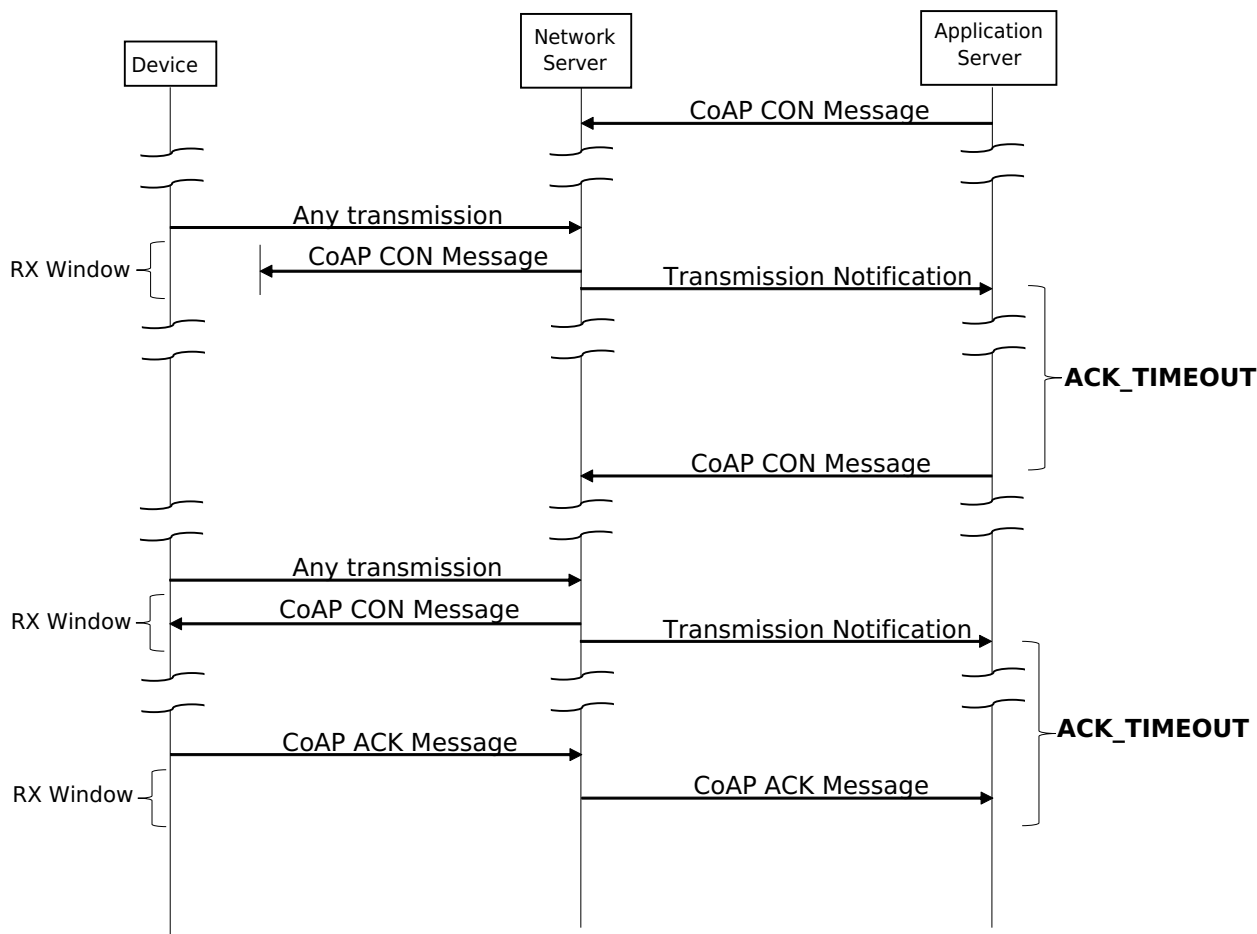 Device
Network
Server
Application
Server
CoAP CON Message
Any transmission
RX Window
CoAP CON Message
Transmission Notification
ACK_TIMEOUT
CoAP CON Message
Any transmission
RX Window
CoAP CON Message
Transmission Notification
ACK_TIMEOUT
CoAP ACK Message
RX Window
CoAP ACK Message